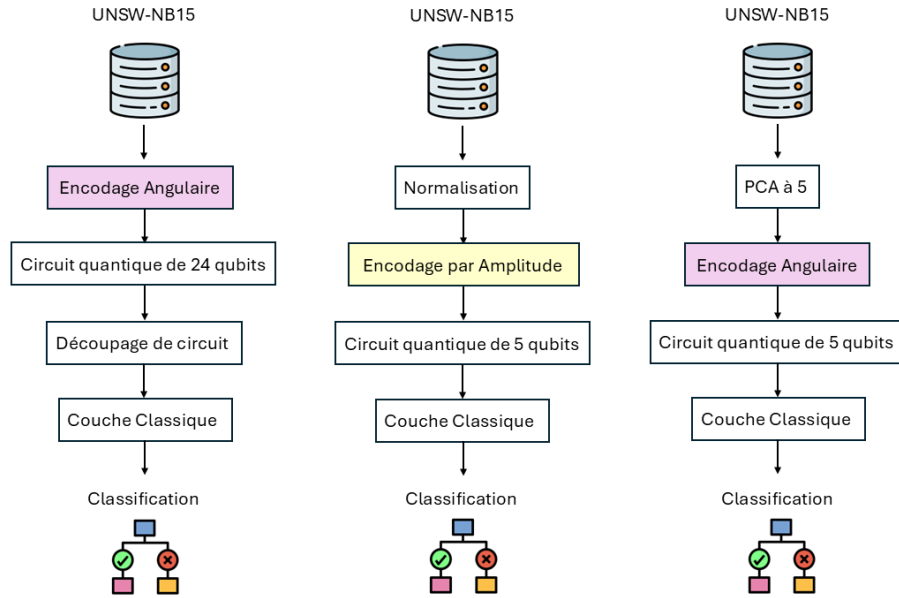 UNSW-NB15
Encodage Angulaire
Circuit quantique de 24 qubits
Découpage de circuit
Couche Classique
Classification
UNSW-NB15
Normalisation
Encodage par Amplitude
Circuit quantique de 5 qubits
Couche Classique
Classification
UNSW-NB15
PCA à 5
Encodage Angulaire
Circuit quantique de 5 qubits
Couche Classique
Classification